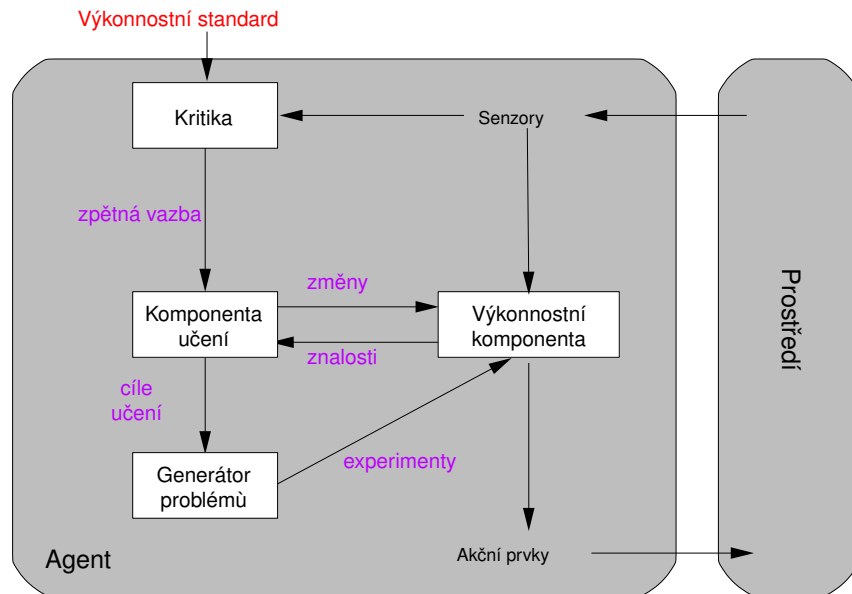 Výkonnostní standard
Kritika
Senzory
zpětná vazba
změny
Komponenta
učení
Výkonnostní
komponenta
znalosti
Prostředí
cíle
učení
experimenty
Generátor
problémù
Akční prvky
Agent